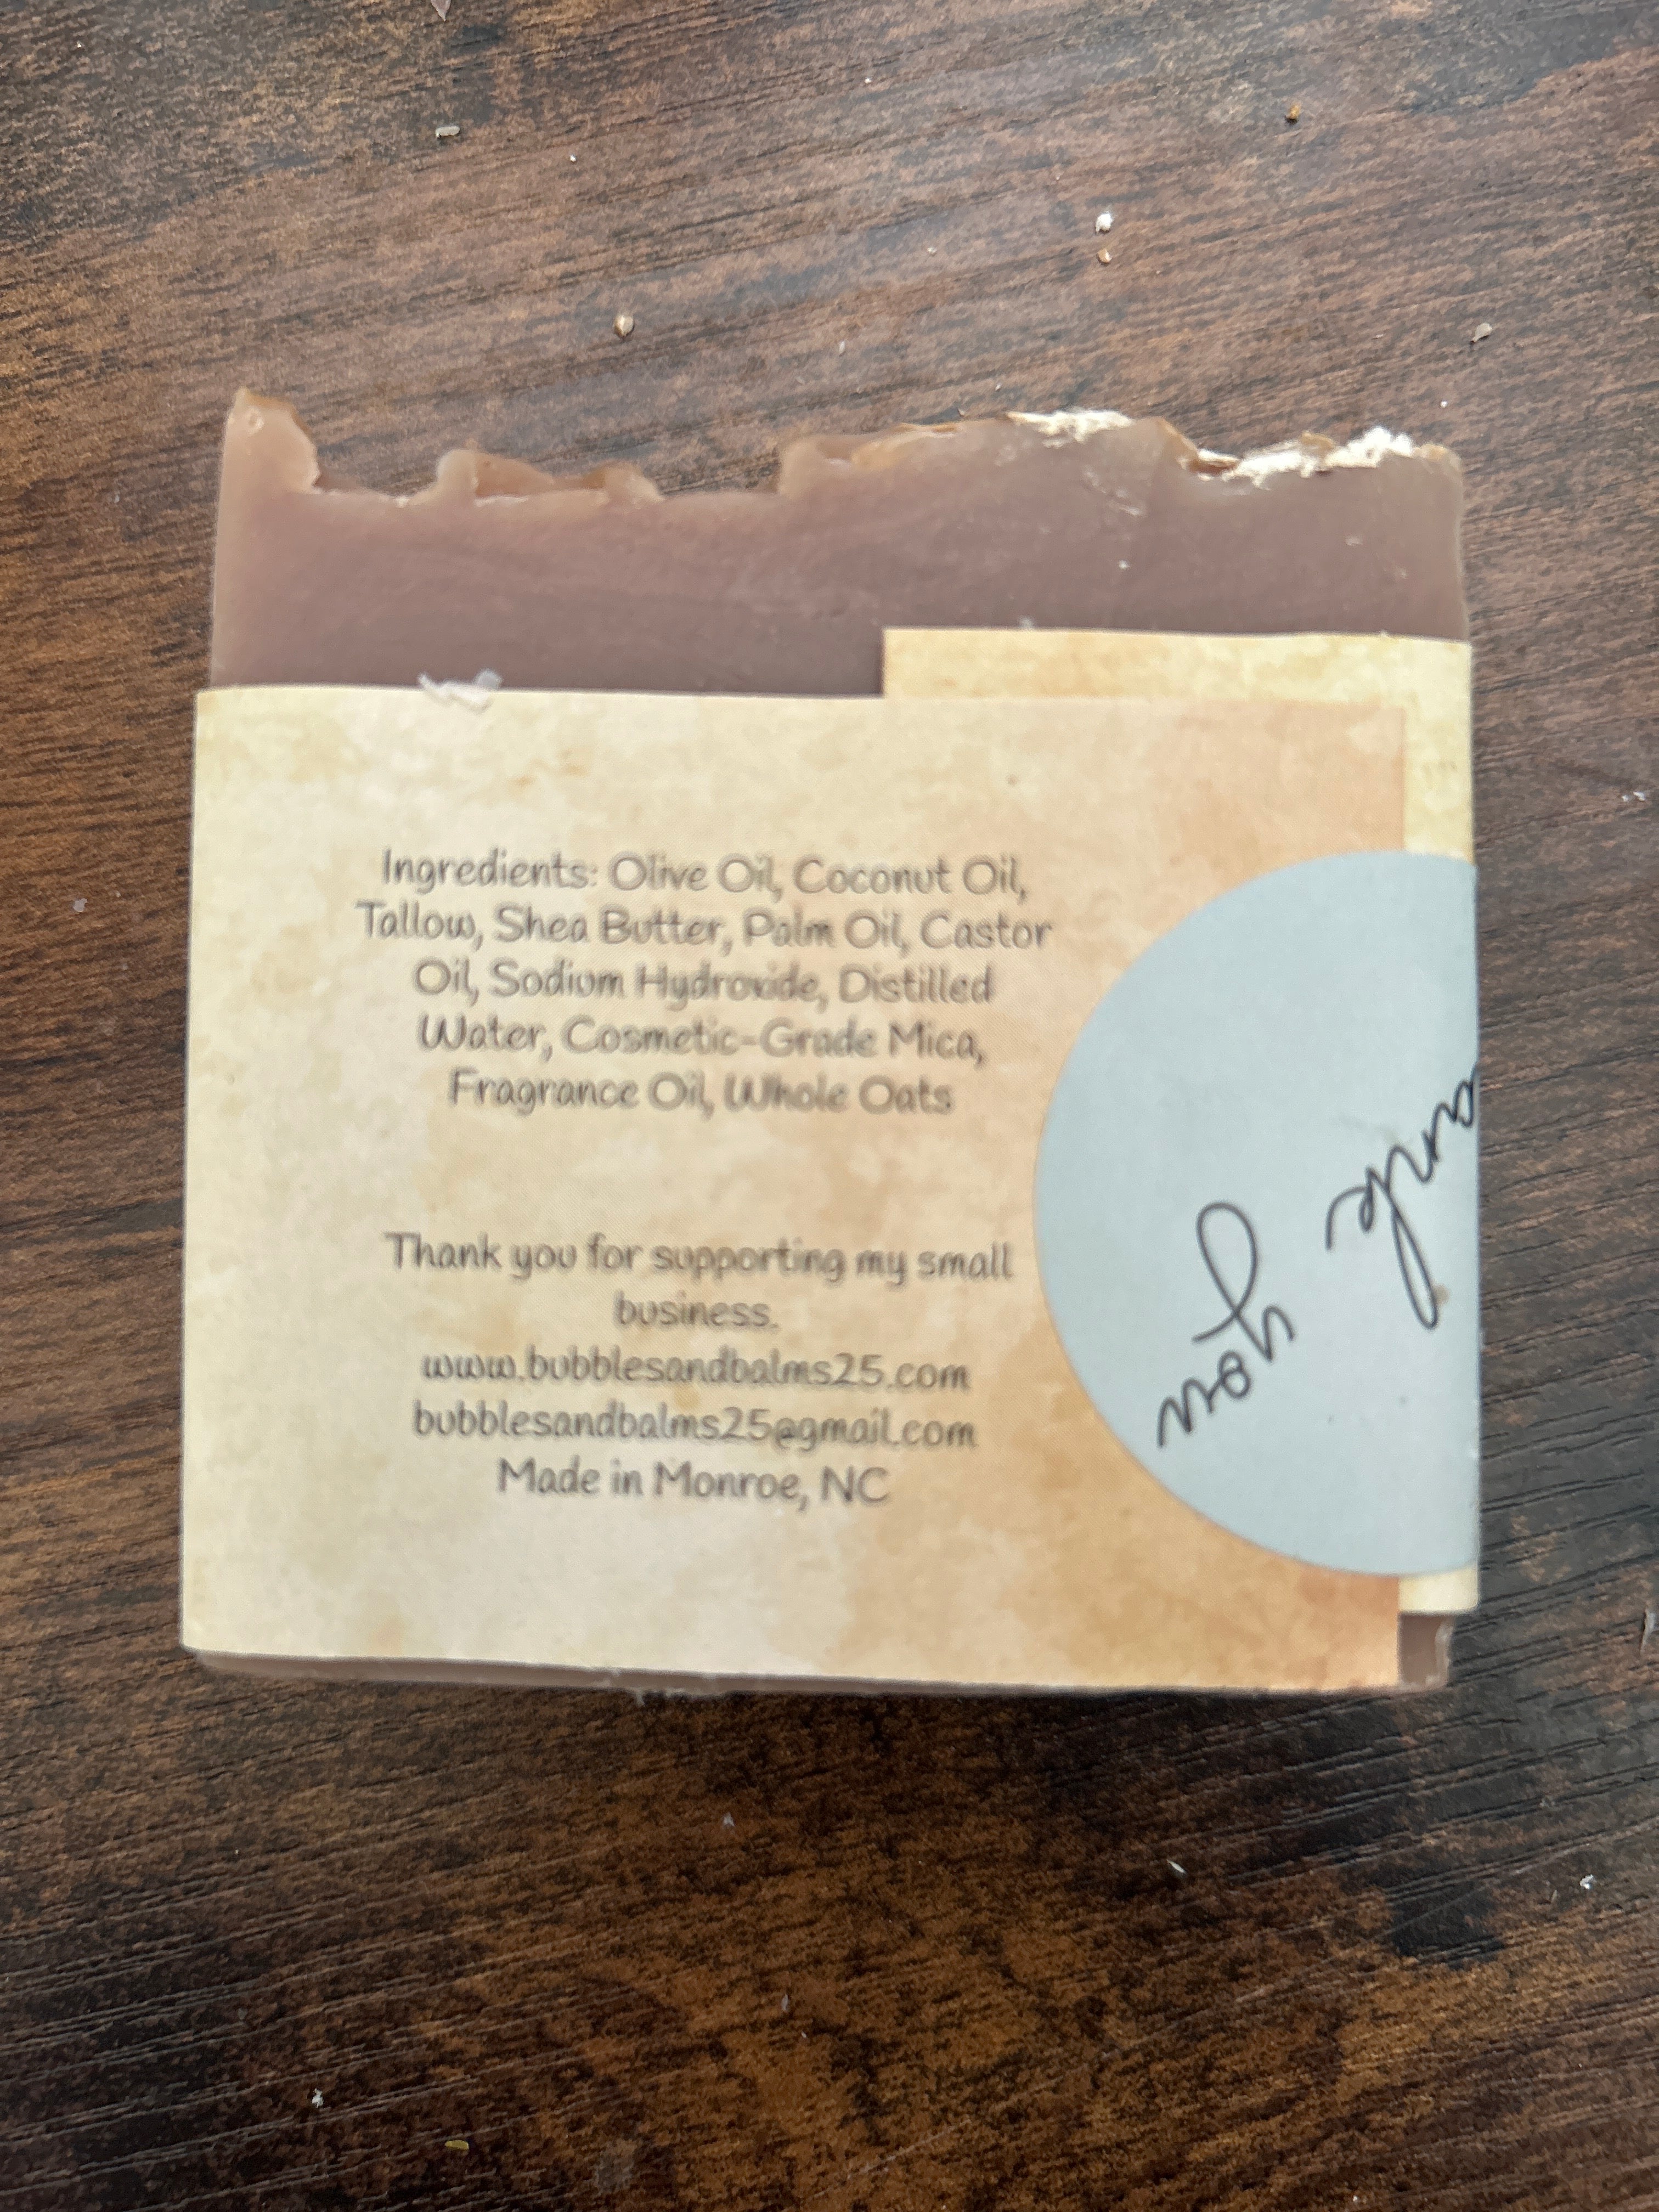 Ingredients: Olive Oil, Coconut Oil,
Tallow, Shea Butter, Palm Oil, Castor
Oil, Sodium Hydroxide, Distilled
Water, Cosmetic-Grade Mica,
Fragrance Oil, Whole Oats
Thank you for supporting my small
business.
www.bubblesandbalms25.com
bubblesandbalms25@gmail.com
Made in Monroe, NC
ank
you